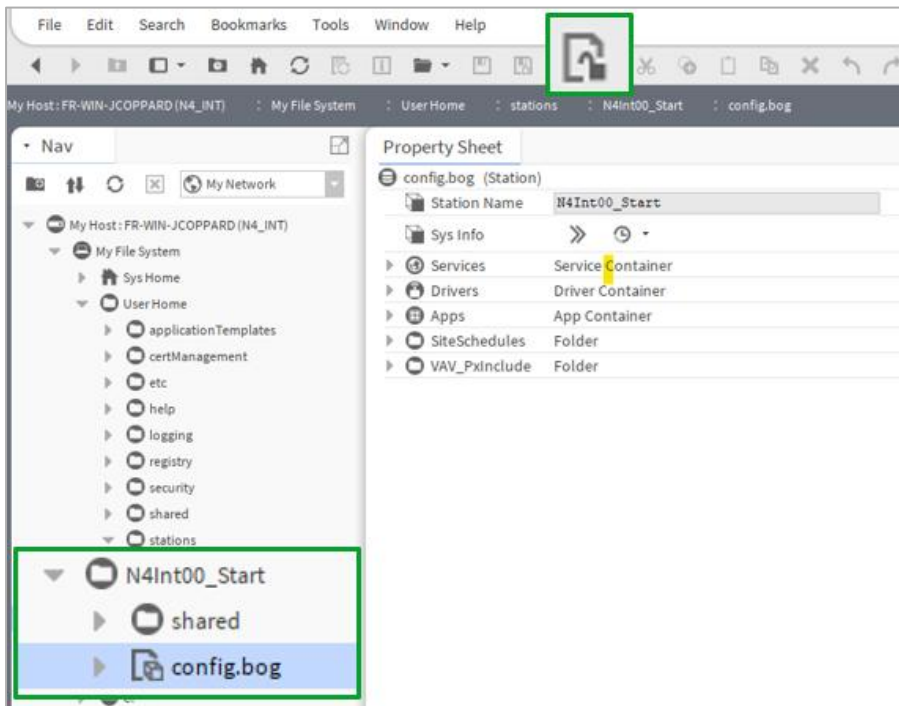 File Edit Search Bookmarks Tools Window Help
My Host : FR-WIN-JCOPPARD (N4_INT) : My File System : User Home : stations : N4Int00_Start : config.bog
Nav
Property Sheet
My Network
config.bog (Station)
Station Name N4Int00_Start
Sys Info
Services Service Container
Drivers Driver Container
Apps App Container
SiteSchedules Folder
VAV_PxInclude Folder
My Host : FR-WIN-JCOPPARD (N4_INT)
My File System
Sys Home
User Home
applicationTemplates
certManagement
etc
help
logging
registry
security
shared
stations
N4Int00_Start
shared
config.bog